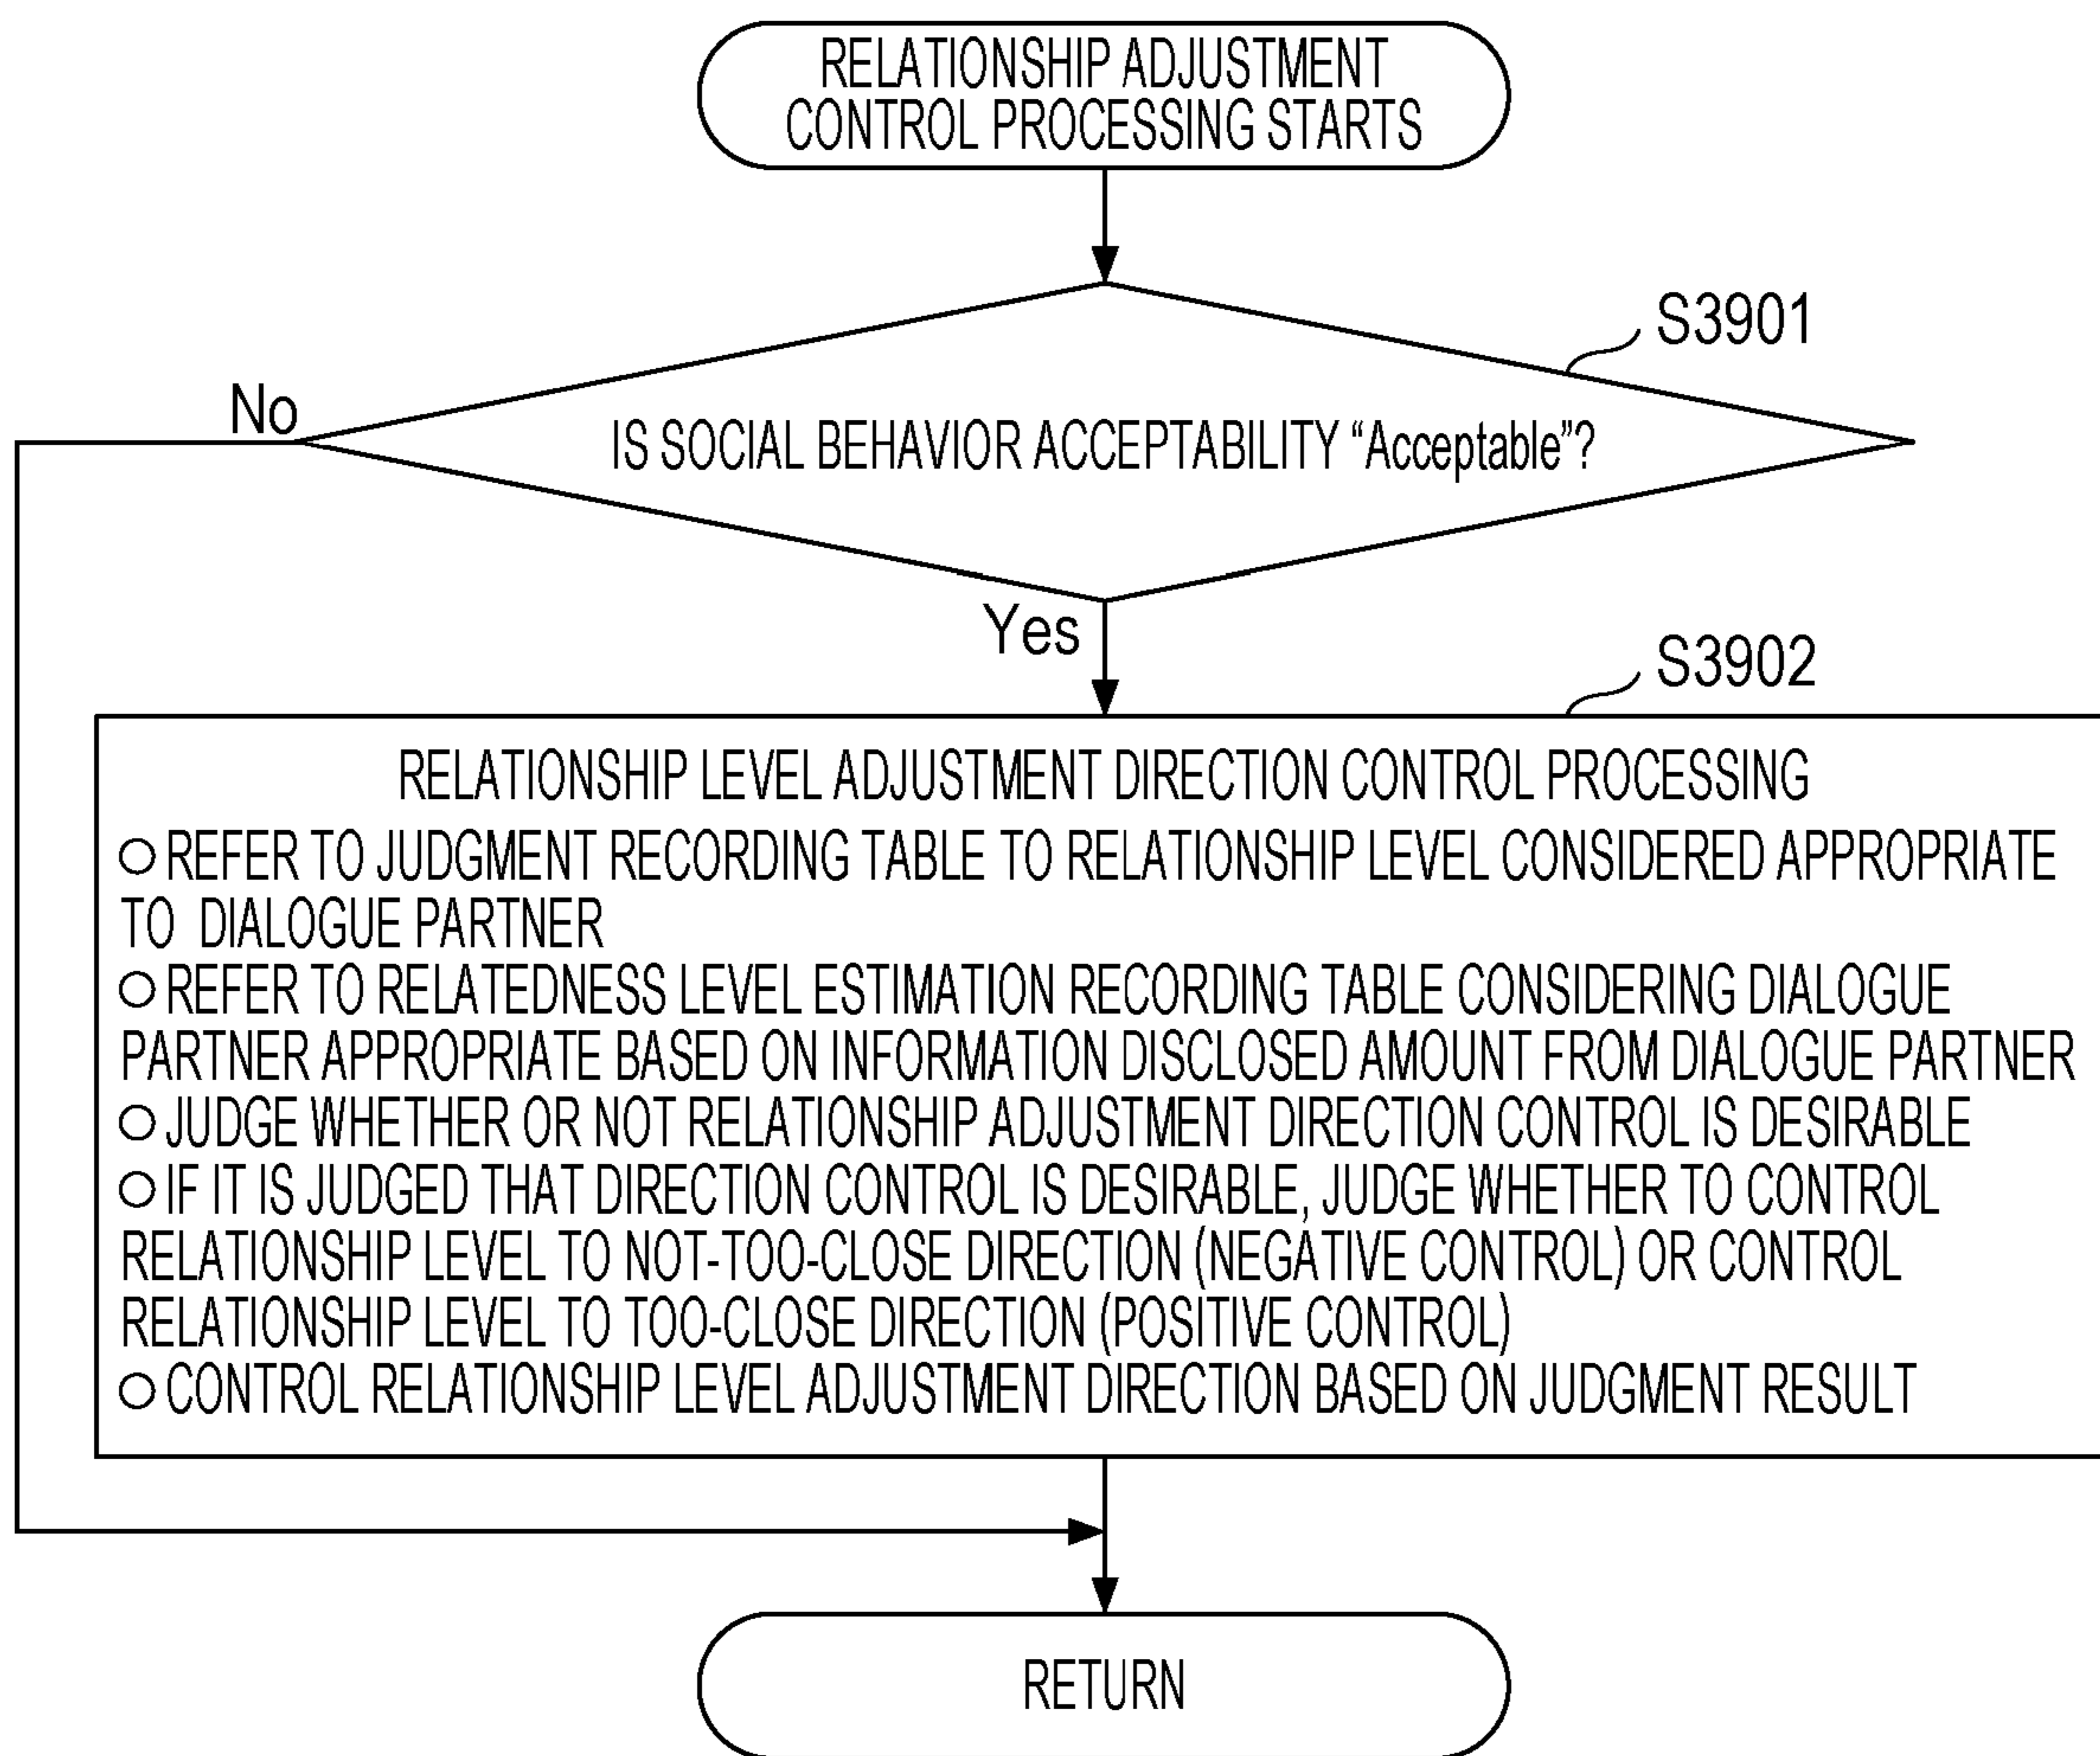 RELATIONSHIP ADJUSTMENT
CONTROL PROCESSING STARTS
S3901
No
IS SOCIAL BEHAVIOR ACCEPTABILITY “Acceptable”?
Yes
S3902
RELATIONSHIP LEVEL ADJUSTMENT DIRECTION CONTROL PROCESSING
○ REFER TO JUDGMENT RECORDING TABLE TO RELATIONSHIP LEVEL CONSIDERED APPROPRIATE
TO DIALOGUE PARTNER
○ REFER TO RELATEDNESS LEVEL ESTIMATION RECORDING TABLE CONSIDERING DIALOGUE
PARTNER APPROPRIATE BASED ON INFORMATION DISCLOSED AMOUNT FROM DIALOGUE PARTNER
○ JUDGE WHETHER OR NOT RELATIONSHIP ADJUSTMENT DIRECTION CONTROL IS DESIRABLE
○ IF IT IS JUDGED THAT DIRECTION CONTROL IS DESIRABLE, JUDGE WHETHER TO CONTROL
RELATIONSHIP LEVEL TO NOT-TOO-CLOSE DIRECTION (NEGATIVE CONTROL) OR CONTROL
RELATIONSHIP LEVEL TO TOO-CLOSE DIRECTION (POSITIVE CONTROL)
○ CONTROL RELATIONSHIP LEVEL ADJUSTMENT DIRECTION BASED ON JUDGMENT RESULT
RETURN